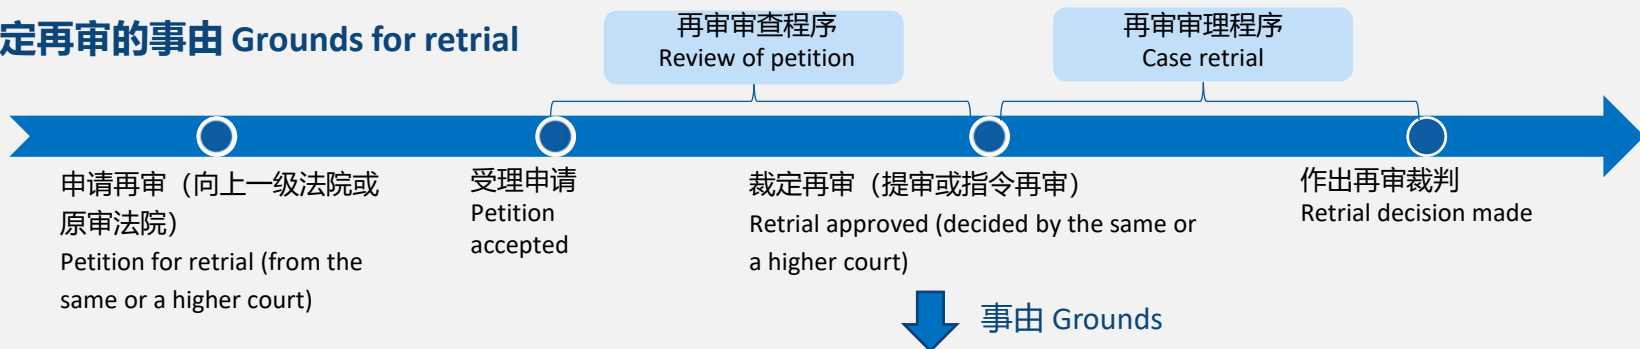 定再审的事由 Grounds for retrial
再审审查程序
Review of petition
再审审理程序
Case retrial
申请再审（向上一级法院或
原审法院）
Petition for retrial (from the
same or a higher court)
受理申请
Petition
accepted
裁定再审（提审或指令再审）
Retrial approved (decided by the same or
a higher court)
作出再审裁判
Retrial decision made
事由 Grounds